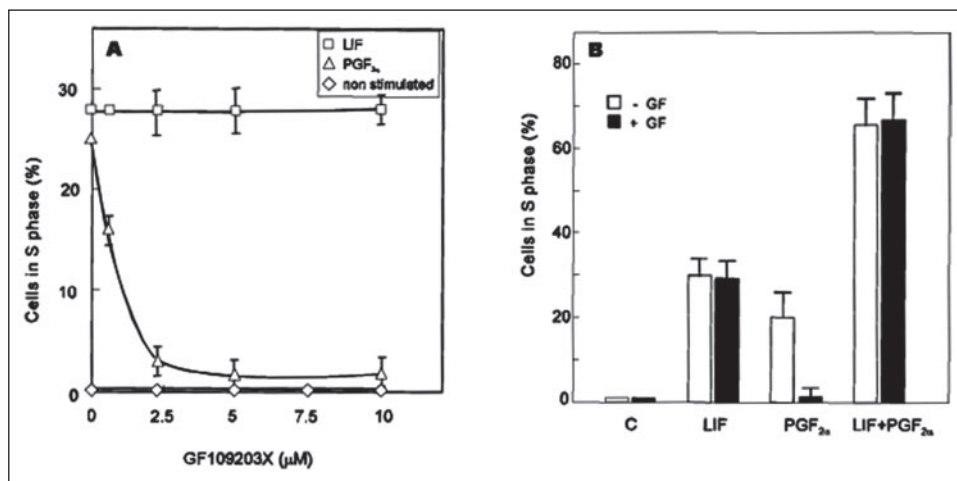 A
LIF
PGF₂α
non stimulated
Cells in S phase (%)
30
20
10
0
0 2.5 5 7.5 10
GF109203X (μM)
B
- GF
+ GF
Cells in S phase (%)
80
60
40
20
0
C LIF PGF₂α LIF+PGF₂α